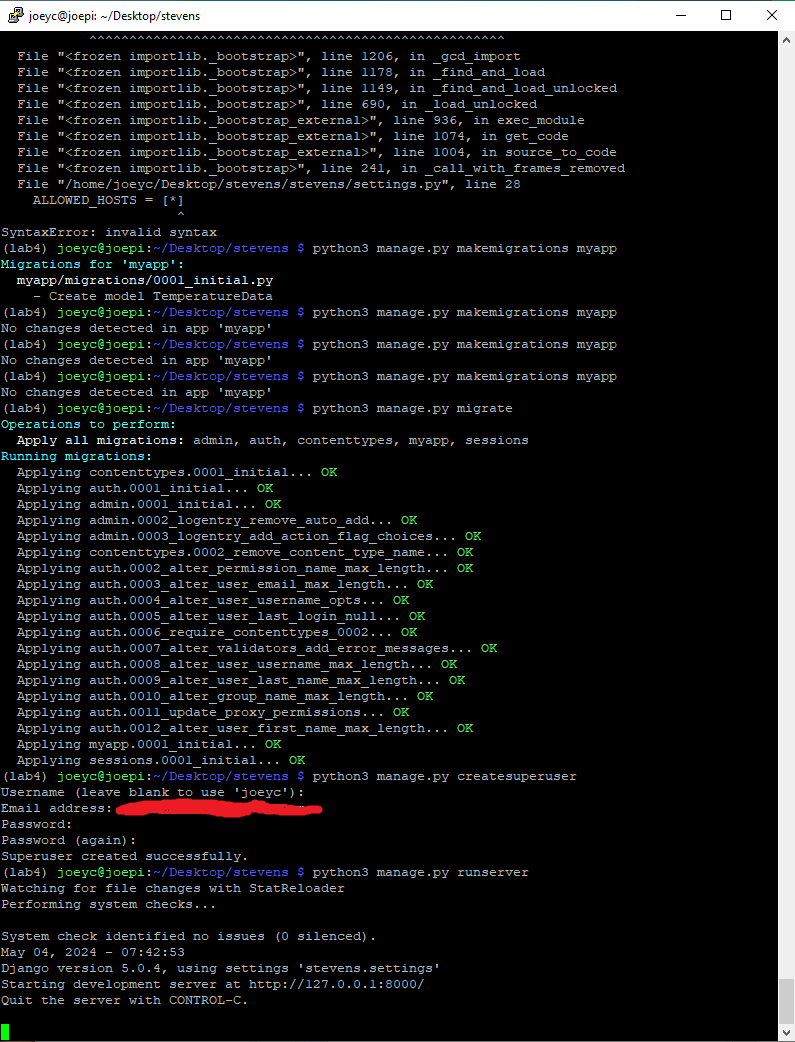 joeyc@joepi: ~/Desktop/stevens
^^^^^^^^^^^^^^^^^^^^^^^^^^^^^^^^^^^^^^^^^^^^^^^^^^^^
File "<frozen importlib._bootstrap>", line 1206, in _gcd_import
File "<frozen importlib._bootstrap>", line 1178, in _find_and_load
File "<frozen importlib._bootstrap>", line 1149, in _find_and_load_unlocked
File "<frozen importlib._bootstrap>", line 690, in _load_unlocked
File "<frozen importlib._bootstrap_external>", line 936, in exec_module
File "<frozen importlib._bootstrap_external>", line 1074, in get_code
File "<frozen importlib._bootstrap_external>", line 1004, in source_to_code
File "<frozen importlib._bootstrap>", line 241, in _call_with_frames_removed
File "/home/joeyc/Desktop/stevens/stevens/settings.py", line 28
ALLOWED_HOSTS = [*]
^
SyntaxError: invalid syntax
(lab4) joeyc@joepi:~/Desktop/stevens $ python3 manage.py makemigrations myapp
Migrations for 'myapp':
myapp/migrations/0001_initial.py
- Create model TemperatureData
(lab4) joeyc@joepi:~/Desktop/stevens $ python3 manage.py makemigrations myapp
No changes detected in app 'myapp'
(lab4) joeyc@joepi:~/Desktop/stevens $ python3 manage.py makemigrations myapp
No changes detected in app 'myapp'
(lab4) joeyc@joepi:~/Desktop/stevens $ python3 manage.py makemigrations myapp
No changes detected in app 'myapp'
(lab4) joeyc@joepi:~/Desktop/stevens $ python3 manage.py migrate
Operations to perform:
Apply all migrations: admin, auth, contenttypes, myapp, sessions
Running migrations:
Applying contenttypes.0001_initial... OK
Applying auth.0001_initial... OK
Applying admin.0001_initial... OK
Applying admin.0002_logentry_remove_auto_add... OK
Applying admin.0003_logentry_add_action_flag_choices... OK
Applying contenttypes.0002_remove_content_type_name... OK
Applying auth.0002_alter_permission_name_max_length... OK
Applying auth.0003_alter_user_email_max_length... OK
Applying auth.0004_alter_user_username_opts... OK
Applying auth.0005_alter_user_last_login_null... OK
Applying auth.0006_require_contenttypes_0002... OK
Applying auth.0007_alter_validators_add_error_messages... OK
Applying auth.0008_alter_user_username_max_length... OK
Applying auth.0009_alter_user_last_name_max_length... OK
Applying auth.0010_alter_group_name_max_length... OK
Applying auth.0011_update_proxy_permissions... OK
Applying auth.0012_alter_user_first_name_max_length... OK
Applying myapp.0001_initial... OK
Applying sessions.0001_initial... OK
(lab4) joeyc@joepi:~/Desktop/stevens $ python3 manage.py createsuperuser
Username (leave blank to use 'joeyc'):
Email address:
Password:
Password (again):
Superuser created successfully.
(lab4) joeyc@joepi:~/Desktop/stevens $ python3 manage.py runserver
Watching for file changes with StatReloader
Performing system checks...
System check identified no issues (0 silenced).
May 04, 2024 - 07:42:53
Django version 5.0.4, using settings 'stevens.settings'
Starting development server at http://127.0.0.1:8000/
Quit the server with CONTROL-C.